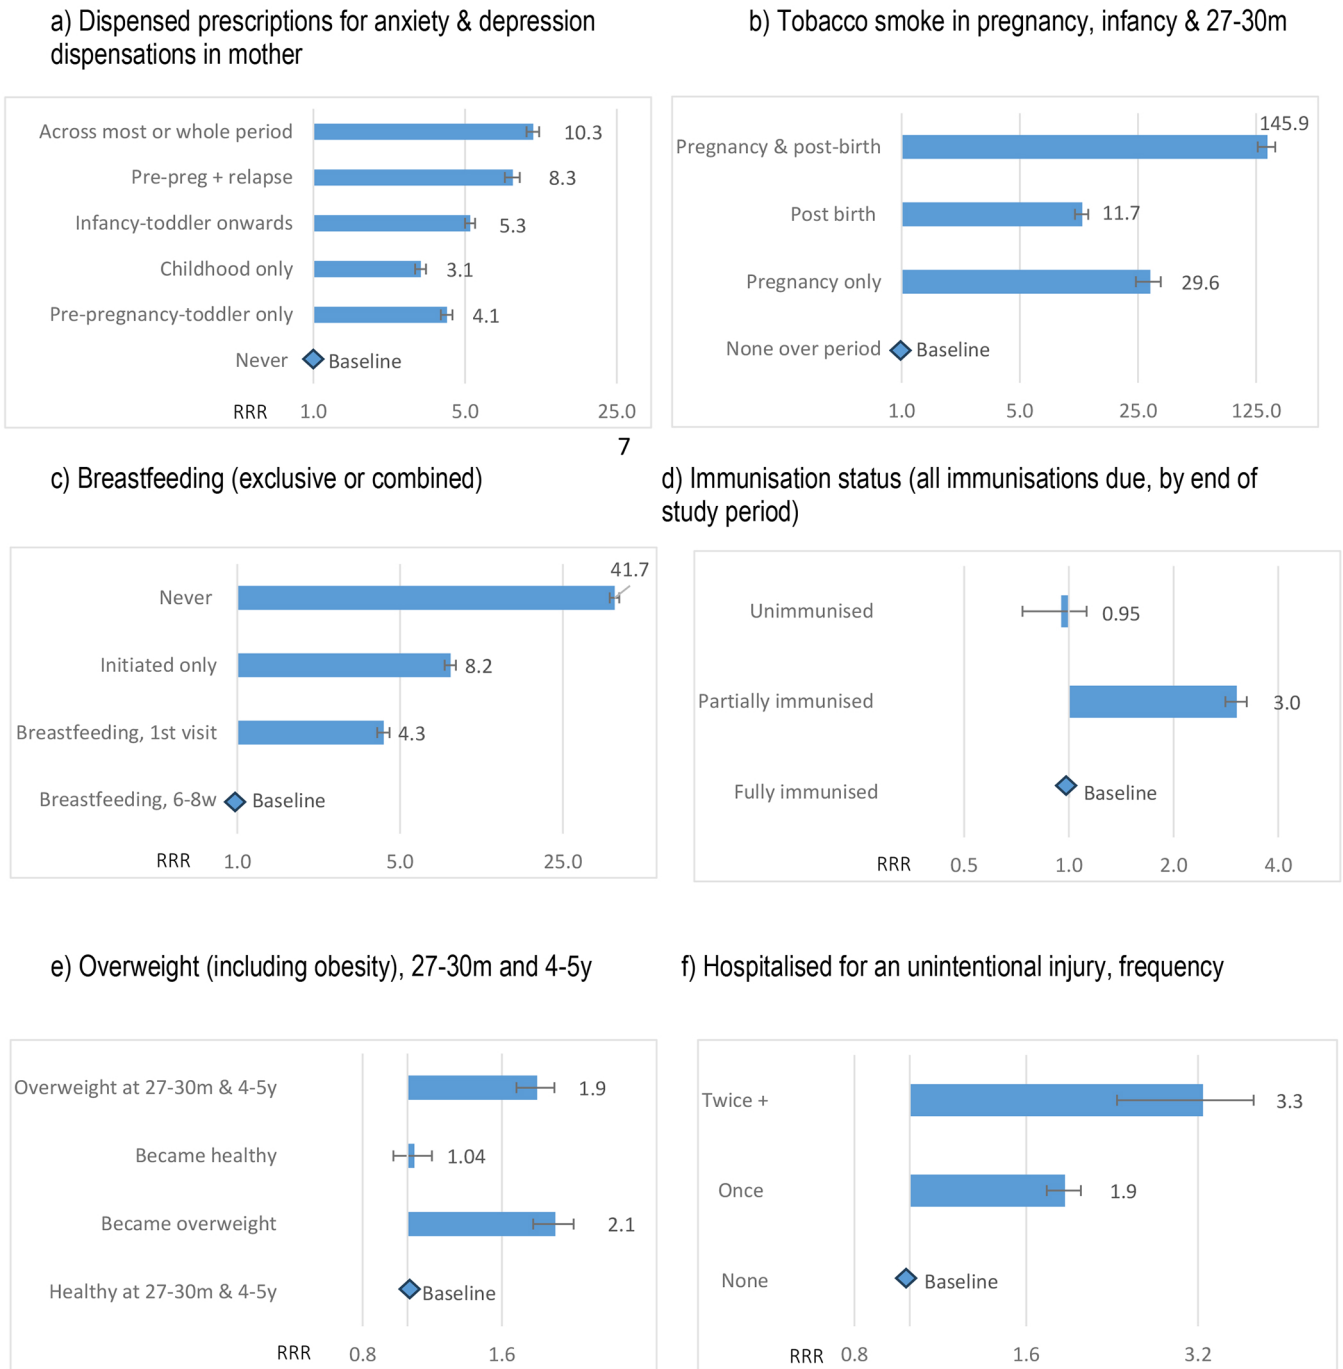 a) Dispensed prescriptions for anxiety & depression
dispensations in mother
Across most or whole period 10.3
Pre-preg + relapse 8.3
Infancy-toddler onwards 5.3
Childhood only 3.1
Pre-pregnancy-toddler only 4.1
Never Baseline
RRR 1.0 5.0 25.0
b) Tobacco smoke in pregnancy, infancy & 27-30m
145.9
Pregnancy & post-birth
Post birth 11.7
Pregnancy only 29.6
None over period Baseline
1.0 5.0 25.0 125.0
7
c) Breastfeeding (exclusive or combined)
41.7
Never
Initiated only 8.2
Breastfeeding, 1st visit 4.3
Breastfeeding, 6-8w Baseline
RRR 1.0 5.0 25.0
d) Immunisation status (all immunisations due, by end of
study period)
Unimmunised 0.95
Partially immunised 3.0
Fully immunised Baseline
RRR 0.5 1.0 2.0 4.0
e) Overweight (including obesity), 27-30m and 4-5y
Overweight at 27-30m & 4-5y 1.9
Became healthy 1.04
Became overweight 2.1
Healthy at 27-30m & 4-5y Baseline
RRR 0.8 1.6
f) Hospitalised for an unintentional injury, frequency
Twice + 3.3
Once 1.9
None Baseline
RRR 0.8 1.6 3.2